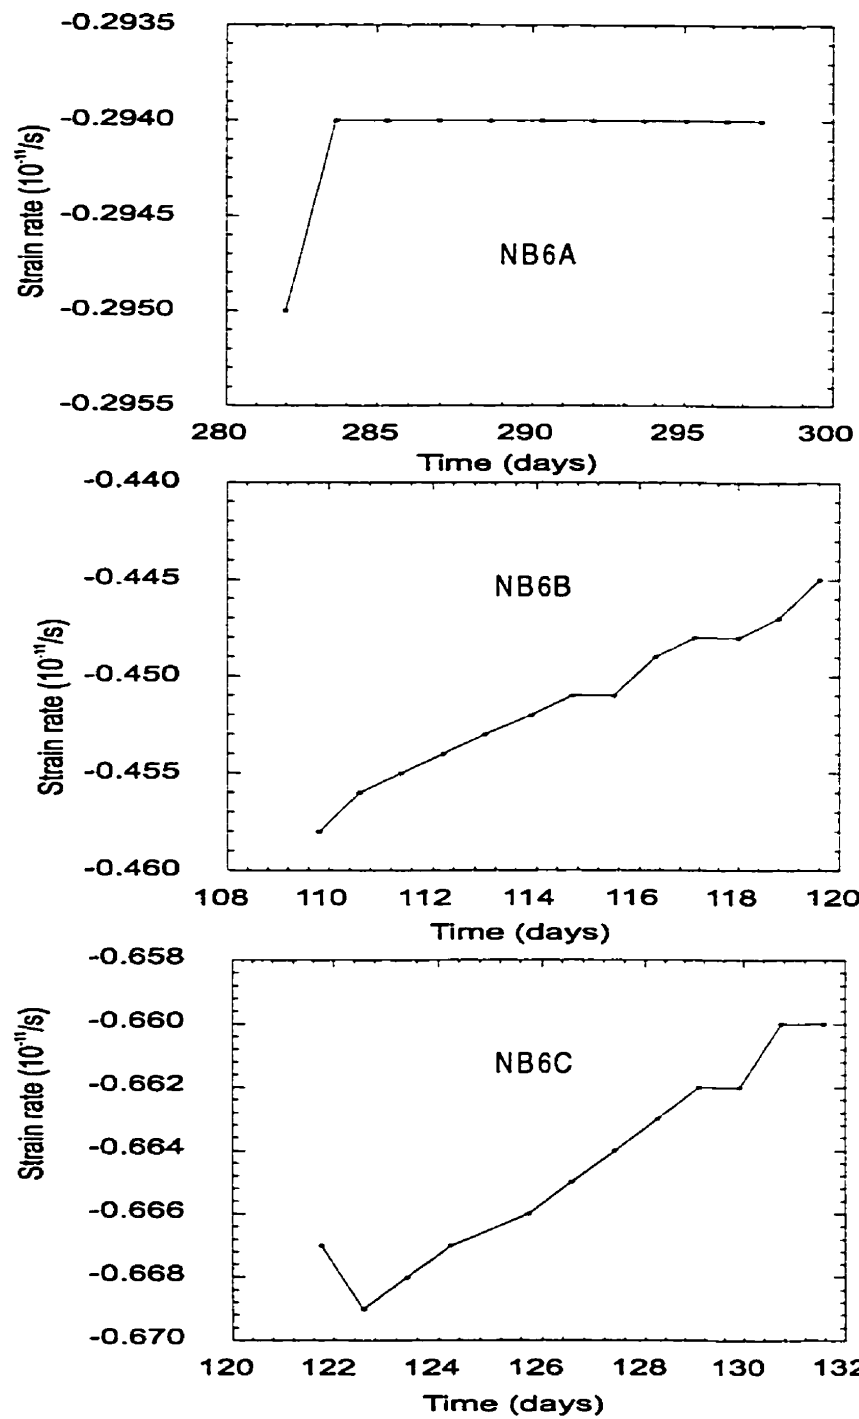 -0.2935
-0.2940
-0.2945
-0.2950
-0.2955
Strain rate (10⁻¹¹/s)
NB6A
280 285 290 295 300
Time (days)
-0.440
-0.445
-0.450
-0.455
-0.460
Strain rate (10⁻¹¹/s)
NB6B
108 110 112 114 116 118 120
Time (days)
-0.658
-0.660
-0.662
-0.664
-0.666
-0.668
-0.670
Strain rate (10⁻¹¹/s)
NB6C
120 122 124 126 128 130 132
Time (days)